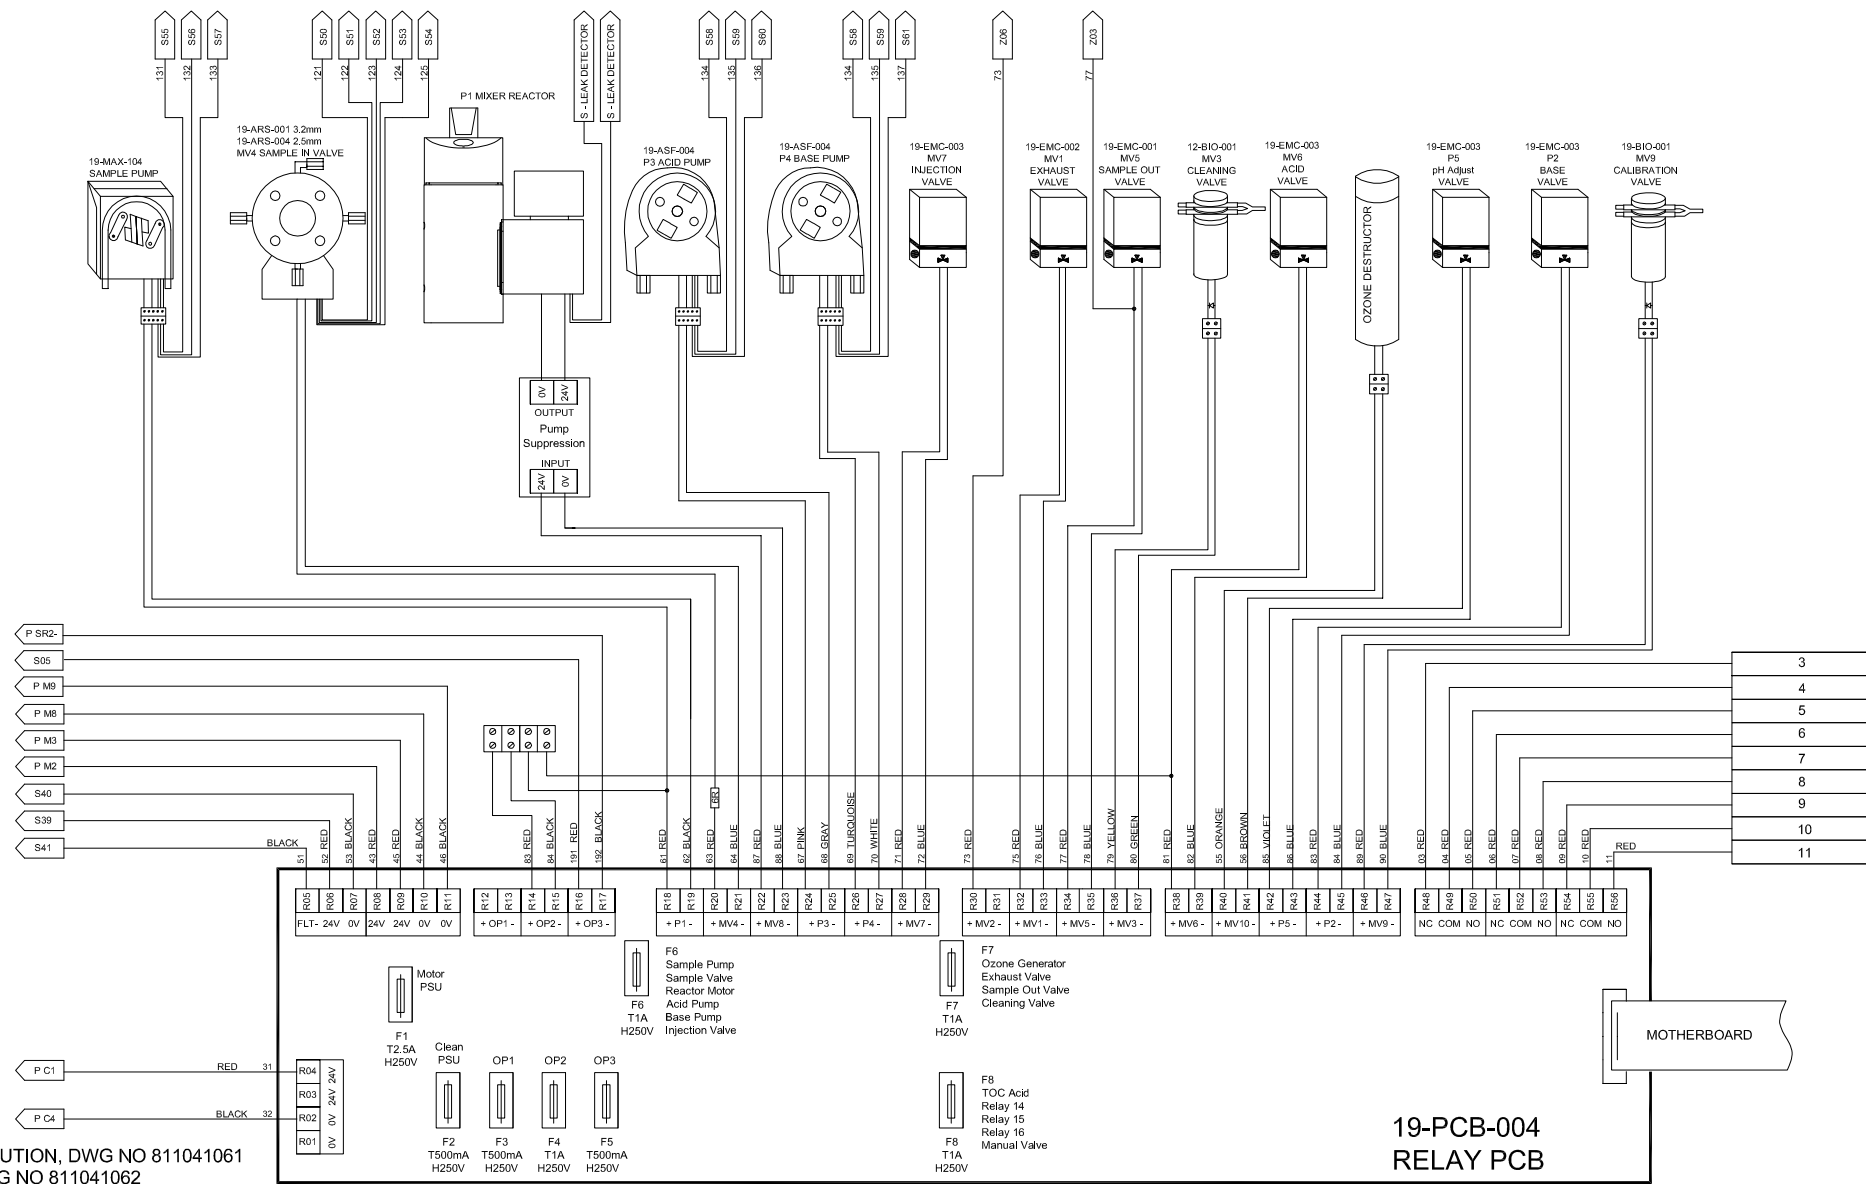 S55
S56
S57
S50
S51
S52
S53
S54
S - LEAK DETECTOR
S - LEAK DETECTOR
S58
S59
S60
S58
S59
S61
Z06
Z03
131
132
133
121
122
123
124
125
134
135
136
134
135
137
73
77
P1 MIXER REACTOR
19-MAX-104
SAMPLE PUMP
19-ARS-001 3.2mm
19-ARS-004 2.5mm
MV4 SAMPLE IN VALVE
19-ASF-004
P3 ACID PUMP
19-ASF-004
P4 BASE PUMP
19-EMC-003
MV7
INJECTION
VALVE
19-EMC-002
MV1
EXHAUST
VALVE
19-EMC-001
MV5
SAMPLE OUT
VALVE
12-BIO-001
MV3
CLEANING
VALVE
19-EMC-003
MV6
ACID
VALVE
OZONE DESTRUCTOR
19-EMC-003
P5
pH Adjust
VALVE
19-EMC-003
P2
BASE
VALVE
19-BIO-001
MV9
CALIBRATION
VALVE
0V
24V
OUTPUT
Pump
Suppression
INPUT
24V
0V
P SR2-
S05
P M9
P M8
P M3
P M2
S40
S39
S41
BLACK
3
4
5
6
7
8
9
10
11
6R
51
52 RED
53 BLACK
43 RED
45 RED
44 BLACK
46 BLACK
83 RED
84 BLACK
191 RED
192 BLACK
61 RED
62 BLACK
63 RED
64 BLUE
87 RED
88 BLUE
67 PINK
68 GRAY
69 TURQUOISE
70 WHITE
71 RED
72 BLUE
73 RED
75 RED
76 BLUE
77 RED
78 BLUE
79 YELLOW
80 GREEN
81 RED
82 BLUE
55 ORANGE
56 BROWN
85 VIOLET
86 BLUE
83 RED
84 BLUE
89 RED
90 BLUE
03 RED
04 RED
05 RED
06 RED
07 RED
08 RED
09 RED
10 RED
11 RED
R05 R06 R07 R08 R09 R10 R11
R12 R13 R14 R15 R16 R17
R18 R19 R20 R21 R22 R23 R24 R25 R26 R27 R28 R29
R30 R31 R32 R33 R34 R35 R36 R37
R38 R39 R40 R41 R42 R43 R44 R45 R46 R47
R48 R49 R50 R51 R52 R53 R54 R55 R56
FLT- 24V 0V 24V 24V 0V 0V
+ OP1 - + OP2 - + OP3 -
+ P1 - + MV4 - + MV8 - + P3 - + P4 - + MV7 -
+ MV2 - + MV1 - + MV5 - + MV3 -
+ MV6 - + MV10 - + P5 - + P2 - + MV9 -
NC COM NO NC COM NO NC COM NO
Motor
PSU
F1
T2.5A
H250V
F6
T1A
H250V
F6
Sample Pump
Sample Valve
Reactor Motor
Acid Pump
Base Pump
Injection Valve
F7
T1A
H250V
F7
Ozone Generator
Exhaust Valve
Sample Out Valve
Cleaning Valve
MOTHERBOARD
P C1
RED 31
P C4
BLACK 32
R04
R03
R02
R01
24V
24V
0V
0V
Clean
PSU
F2
T500mA
H250V
OP1
F3
T500mA
H250V
OP2
F4
T1A
H250V
OP3
F5
T500mA
H250V
F8
T1A
H250V
F8
TOC Acid
Relay 14
Relay 15
Relay 16
Manual Valve
19-PCB-004
RELAY PCB
UTION, DWG NO 811041061
G NO 811041062